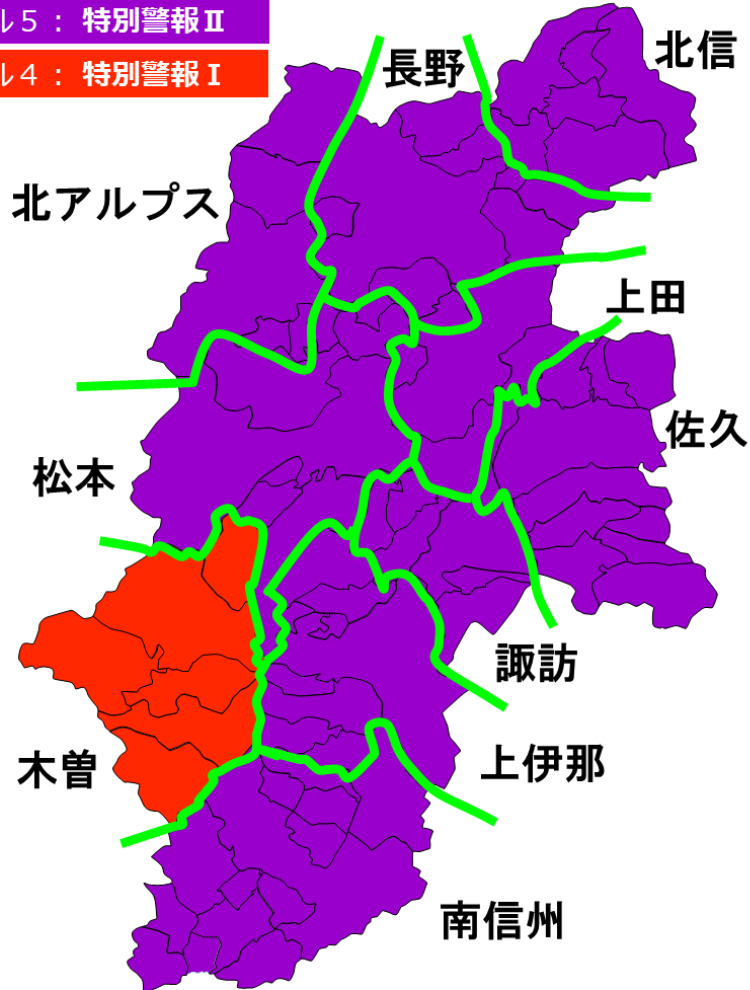 ル5：特別警報Ⅱ
ル4：特別警報Ⅰ
長野
北信
北アルプス
上田
佐久
松本
諏訪
木曽
上伊那
南信州